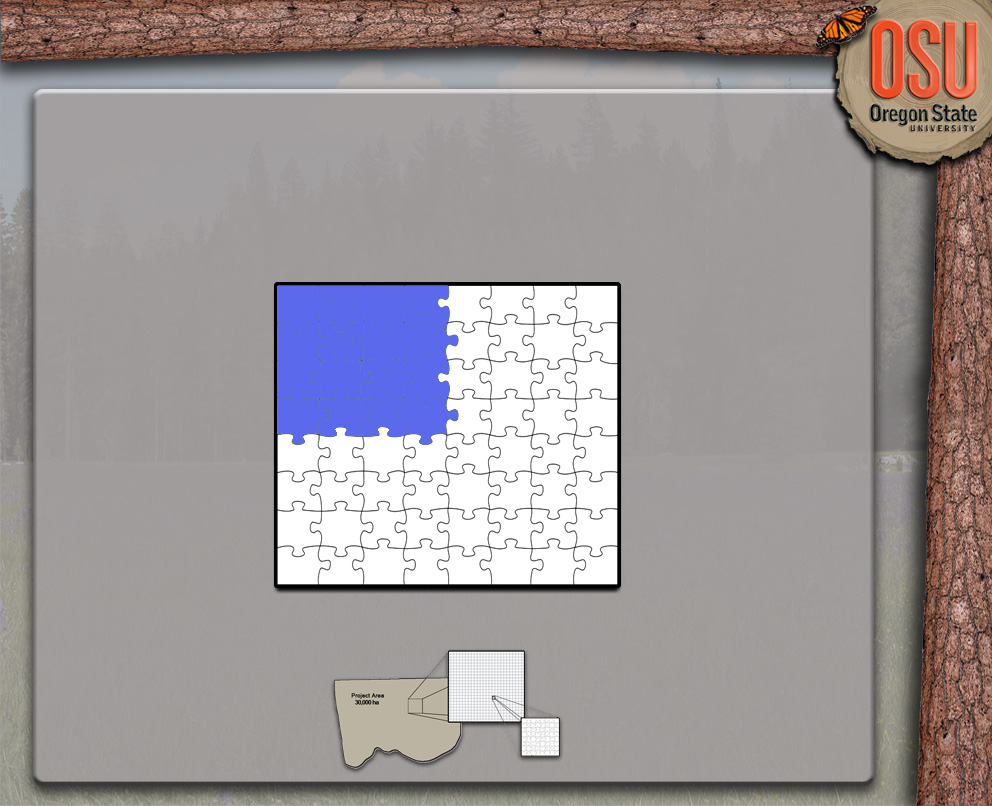 OSU
Oregon State
UNIVERSITY
Project Area
30,000 ha